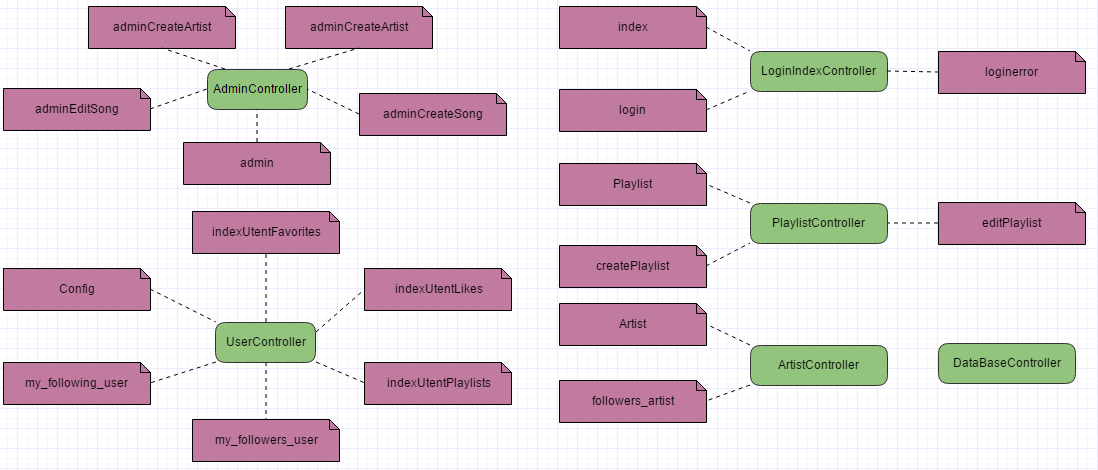 adminCreateArtist
adminCreateArtist
AdminController
adminEditSong
adminCreateSong
admin
indexUtentFavorites
Config
indexUtentLikes
UserController
my_following_user
indexUtentPlaylists
my_followers_user
index
LoginIndexController
loginerror
login
Playlist
PlaylistController
editPlaylist
createPlaylist
Artist
ArtistController
DataBaseController
followers_artist